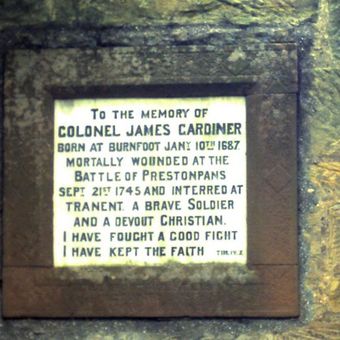 TO THE MEMORY OF
COLONEL JAMES GARDINER
BORN AT BURNFOOT JANY 10TH 1687
MORTALLY WOUNDED AT THE
BATTLE OF PRESTONPANS
SEPT 21ST 1745 AND INTERRED AT
TRANENT. A BRAVE SOLDIER
AND A DEVOUT CHRISTIAN.
I HAVE FOUGHT A GOOD FIGHT
I HAVE KEPT THE FAITH